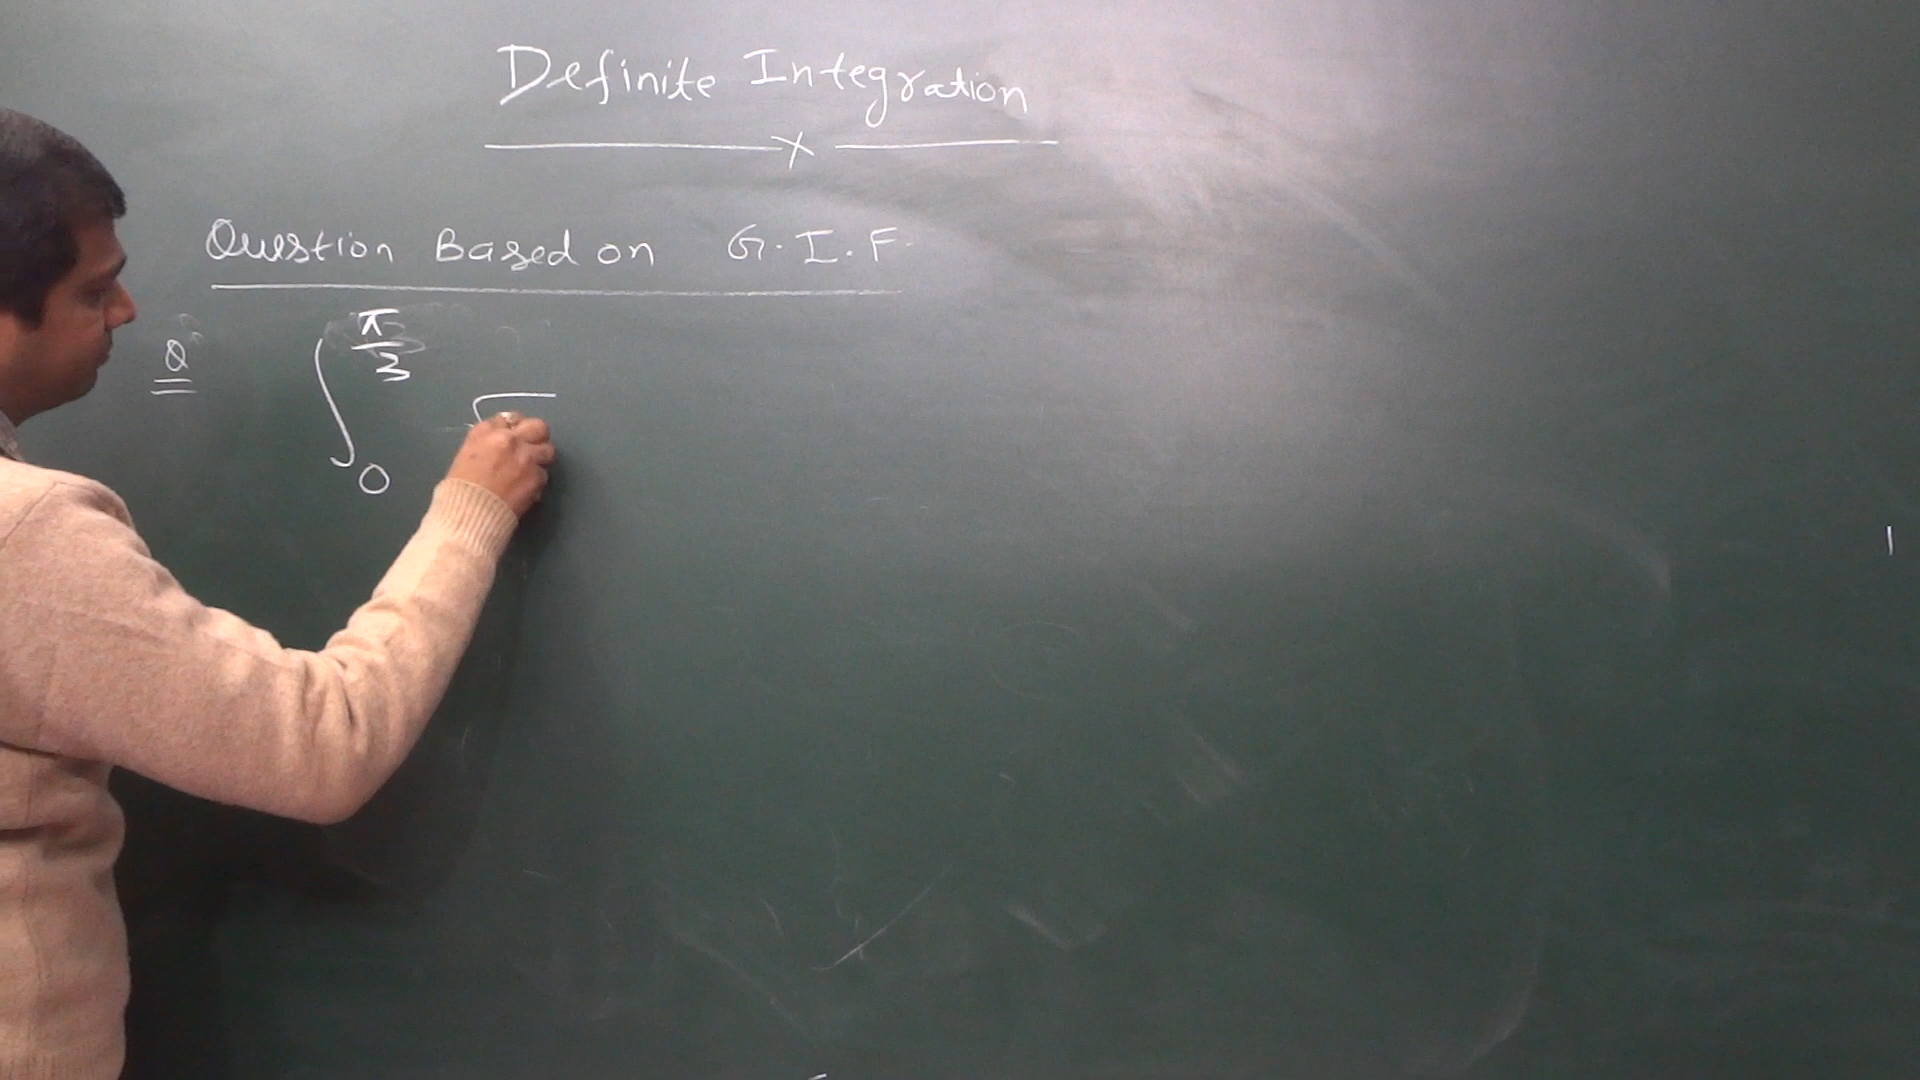 Definite Integration
Question Based on G.I.F.
Q ∫ π/3 0 √